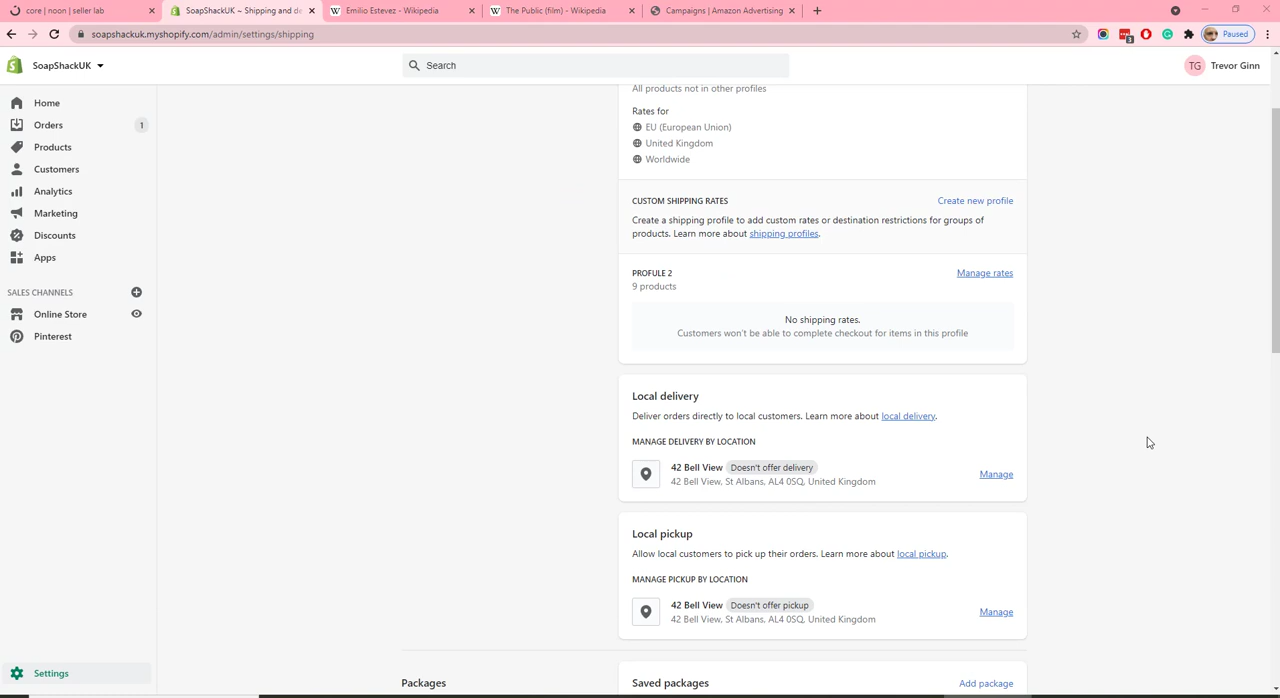 core | noon | seller lab
SoapShackUK ~ Shipping and de
Emilio Estevez - Wikipedia
The Public (film) - Wikipedia
Campaigns | Amazon Advertising
soapshackuk.myshopify.com/admin/settings/shipping
3
Paused
SoapShackUK
Search
TG
Trevor Ginn
Home
Orders
1
Products
Customers
Analytics
Marketing
Discounts
Apps
SALES CHANNELS
Online Store
Pinterest
Settings
All products not in other profiles
Rates for
EU (European Union)
United Kingdom
Worldwide
CUSTOM SHIPPING RATES
Create new profile
Create a shipping profile to add custom rates or destination restrictions for groups of
products. Learn more about shipping profiles.
PROFULE 2
Manage rates
9 products
No shipping rates.
Customers won't be able to complete checkout for items in this profile
Local delivery
Deliver orders directly to local customers. Learn more about local delivery.
MANAGE DELIVERY BY LOCATION
42 Bell View Doesn't offer delivery
42 Bell View, St Albans, AL4 0SQ, United Kingdom
Manage
Local pickup
Allow local customers to pick up their orders. Learn more about local pickup.
MANAGE PICKUP BY LOCATION
42 Bell View Doesn't offer pickup
42 Bell View, St Albans, AL4 0SQ, United Kingdom
Manage
Packages
Saved packages
Add package